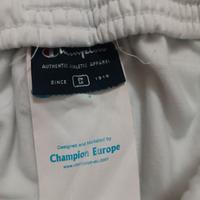 Champion
AUTHENTIC ATHLETIC APPAREL
SINCE 1919
Designed and Marketed by
Champion Europe